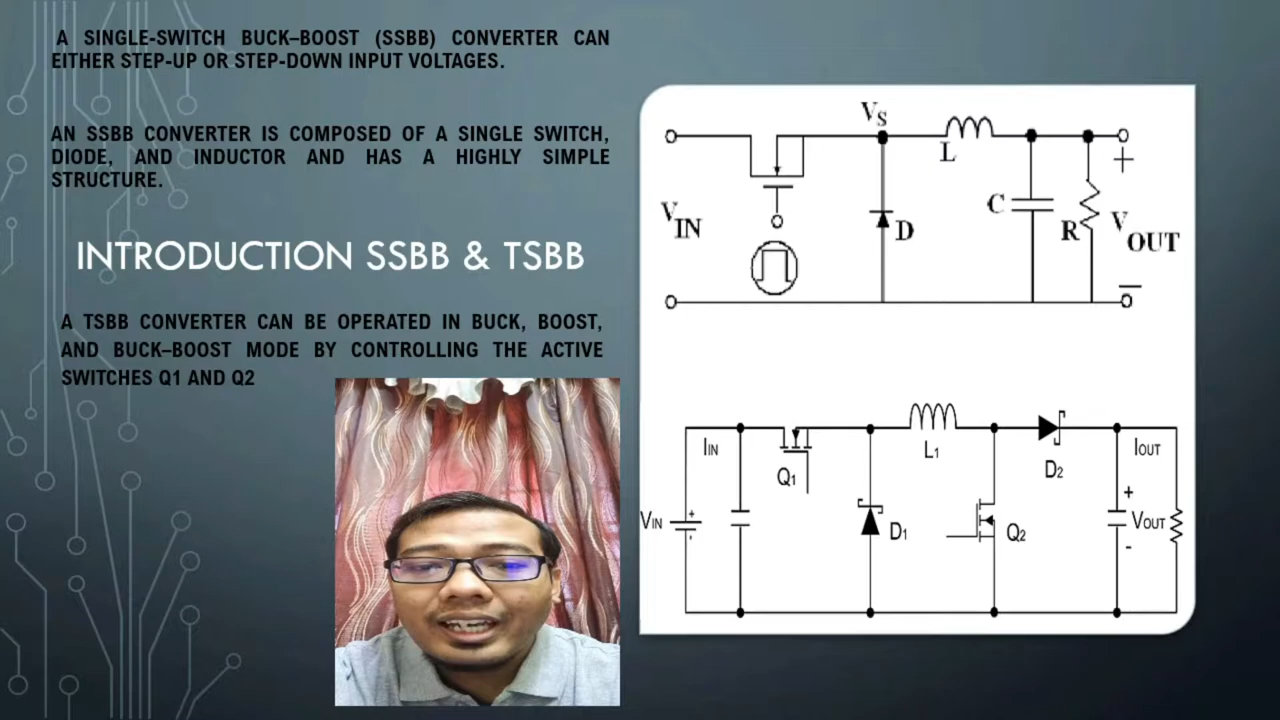 A SINGLE-SWITCH BUCK–BOOST (SSBB) CONVERTER CAN
EITHER STEP-UP OR STEP-DOWN INPUT VOLTAGES.
AN SSBB CONVERTER IS COMPOSED OF A SINGLE SWITCH,
DIODE, AND INDUCTOR AND HAS A HIGHLY SIMPLE
STRUCTURE.
INTRODUCTION SSBB & TSBB
A TSBB CONVERTER CAN BE OPERATED IN BUCK, BOOST,
AND BUCK–BOOST MODE BY CONTROLLING THE ACTIVE
SWITCHES Q1 AND Q2
VS
L
+
VIN
D
C
R
VOUT
−
IIN
Q1
L1
D2
IOUT
VIN
+
-
D1
Q2
+
VOUT
-